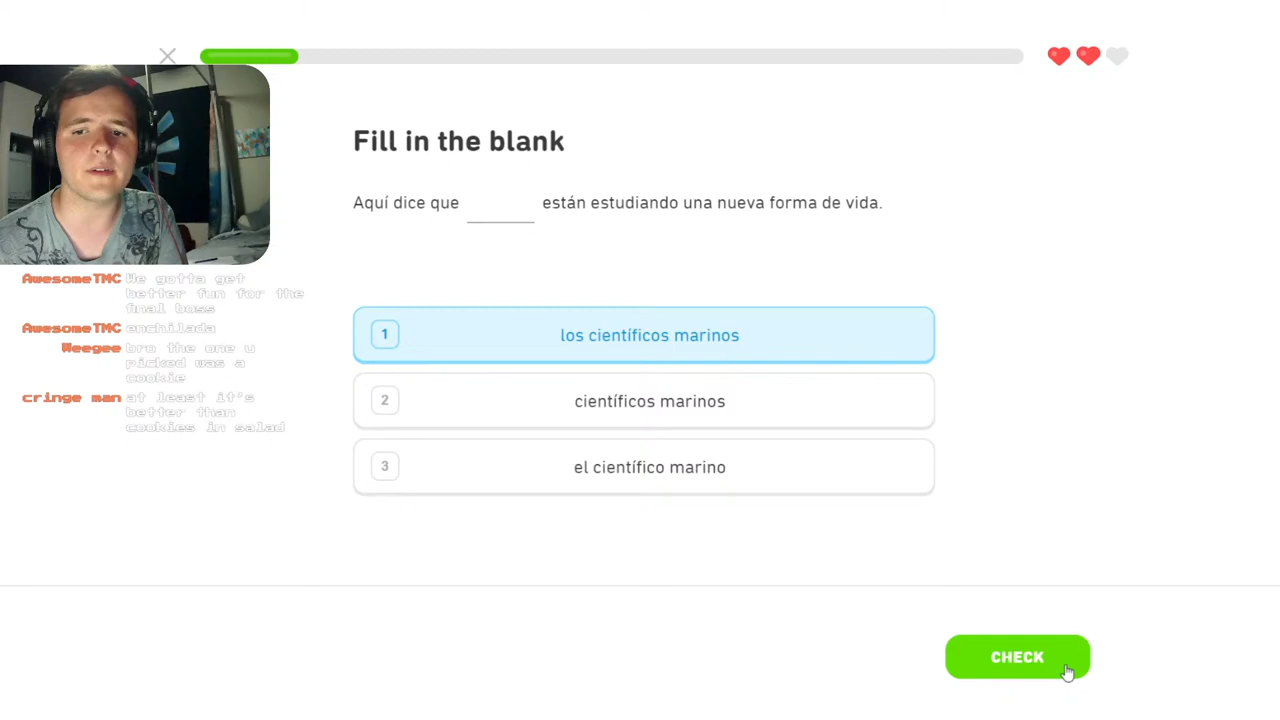 Fill in the blank
Aquí dice que ______ están estudiando una nueva forma de vida.
AwesomeTMC We gotta get
better fun for the
final boss
AwesomeTMC enchilada
Weegee bro the one u
picked was a
cookie
cringe man at least it's
better than
cookies in salad
1 los científicos marinos
2 científicos marinos
3 el científico marino
CHECK